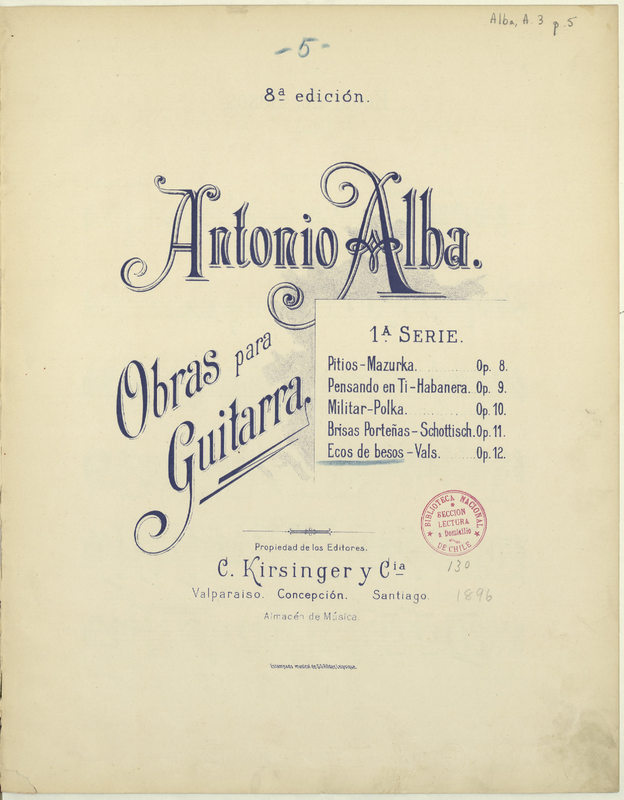 Alba, A. 3 p. 5
- 5 -
8ª edición.
Antonio Alba.
Obras para
Guitarra.
1ª SERIE.
Pitios - Mazurka. Op. 8.
Pensando en Ti - Habanera. Op. 9.
Militar - Polka. Op. 10.
Brisas Porteñas - Schottisch. Op. 11.
Ecos de besos - Vals. Op. 12.
BIBLIOTECA NACIONAL
SECCION
LECTURA
a Domicilio
DE CHILE
Propiedad de los Editores.
C. Kirsinger y Cia
130
Valparaiso. Concepción. Santiago.
1896
Almacén de Música.